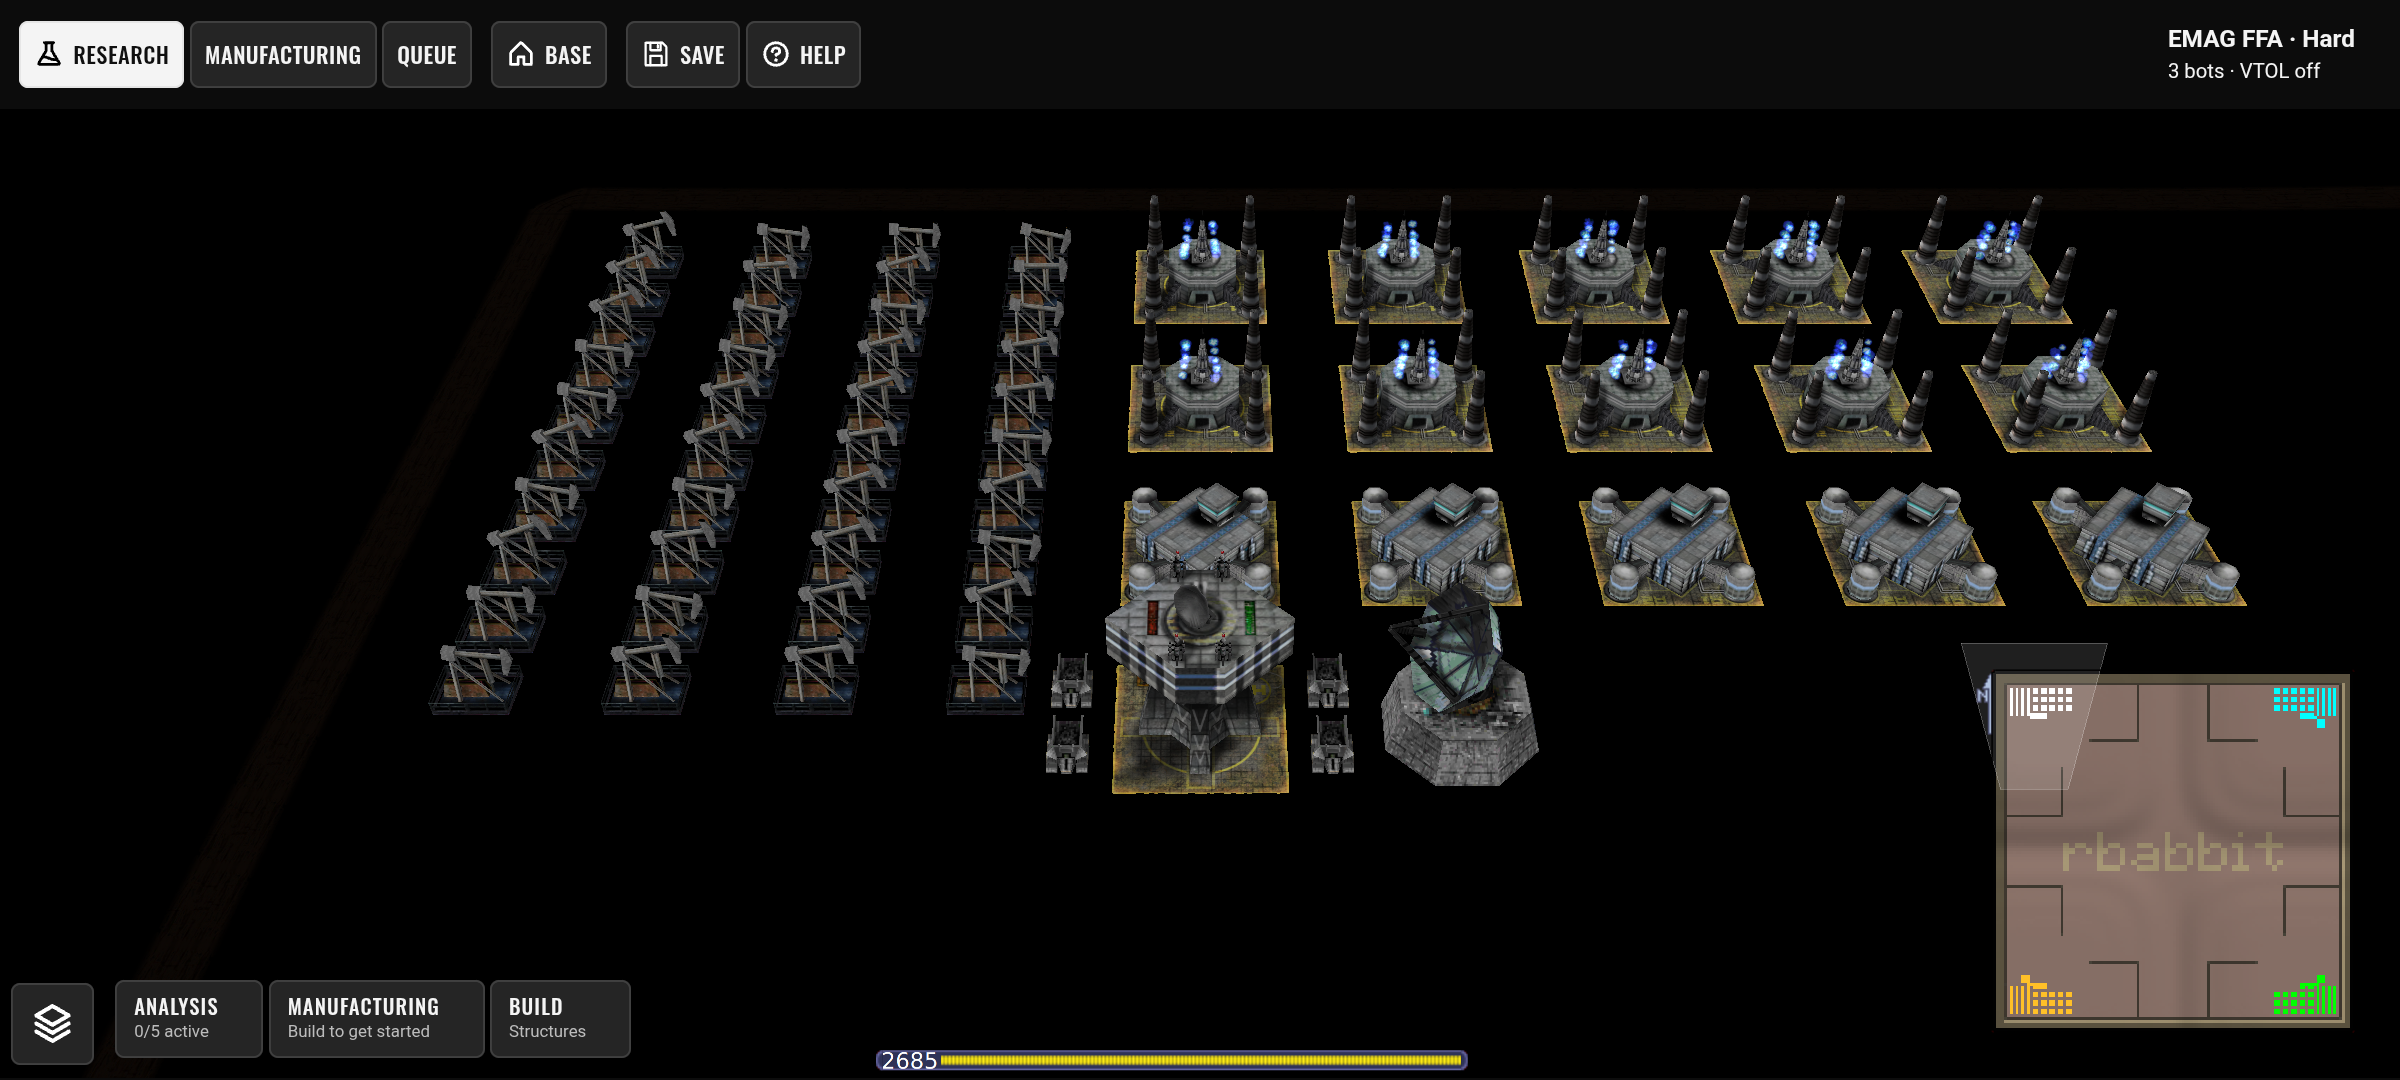 RESEARCH
MANUFACTURING
QUEUE
BASE
SAVE
HELP
EMAG FFA · Hard
3 bots · VTOL off
N
rbabbit
ANALYSIS
0/5 active
MANUFACTURING
Build to get started
BUILD
Structures
2685